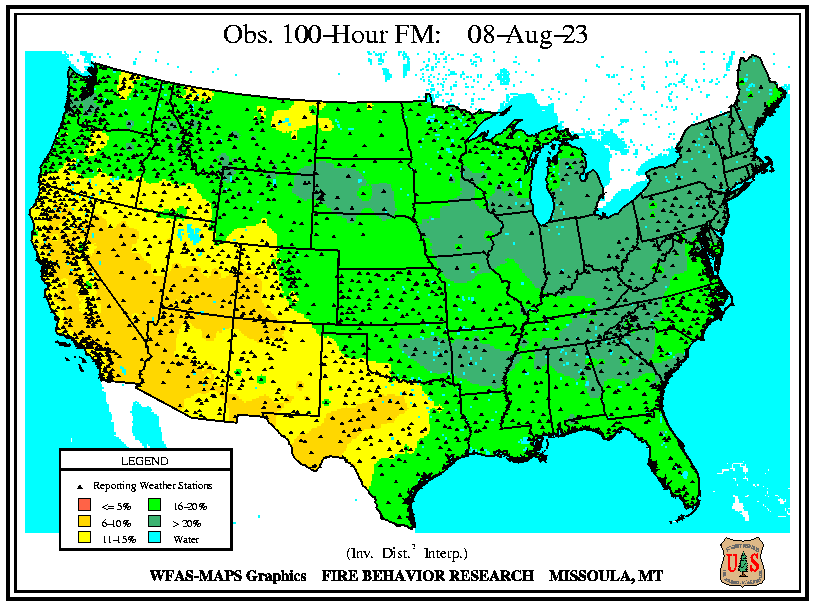 Obs. 100-Hour FM: 08-Aug-23
LEGEND
Reporting Weather Stations
<= 5% 16-20%
6-10% > 20%
11-15% Water
(Inv. Dist.² Interp.)
WFAS-MAPS Graphics FIRE BEHAVIOR RESEARCH MISSOULA, MT
U S